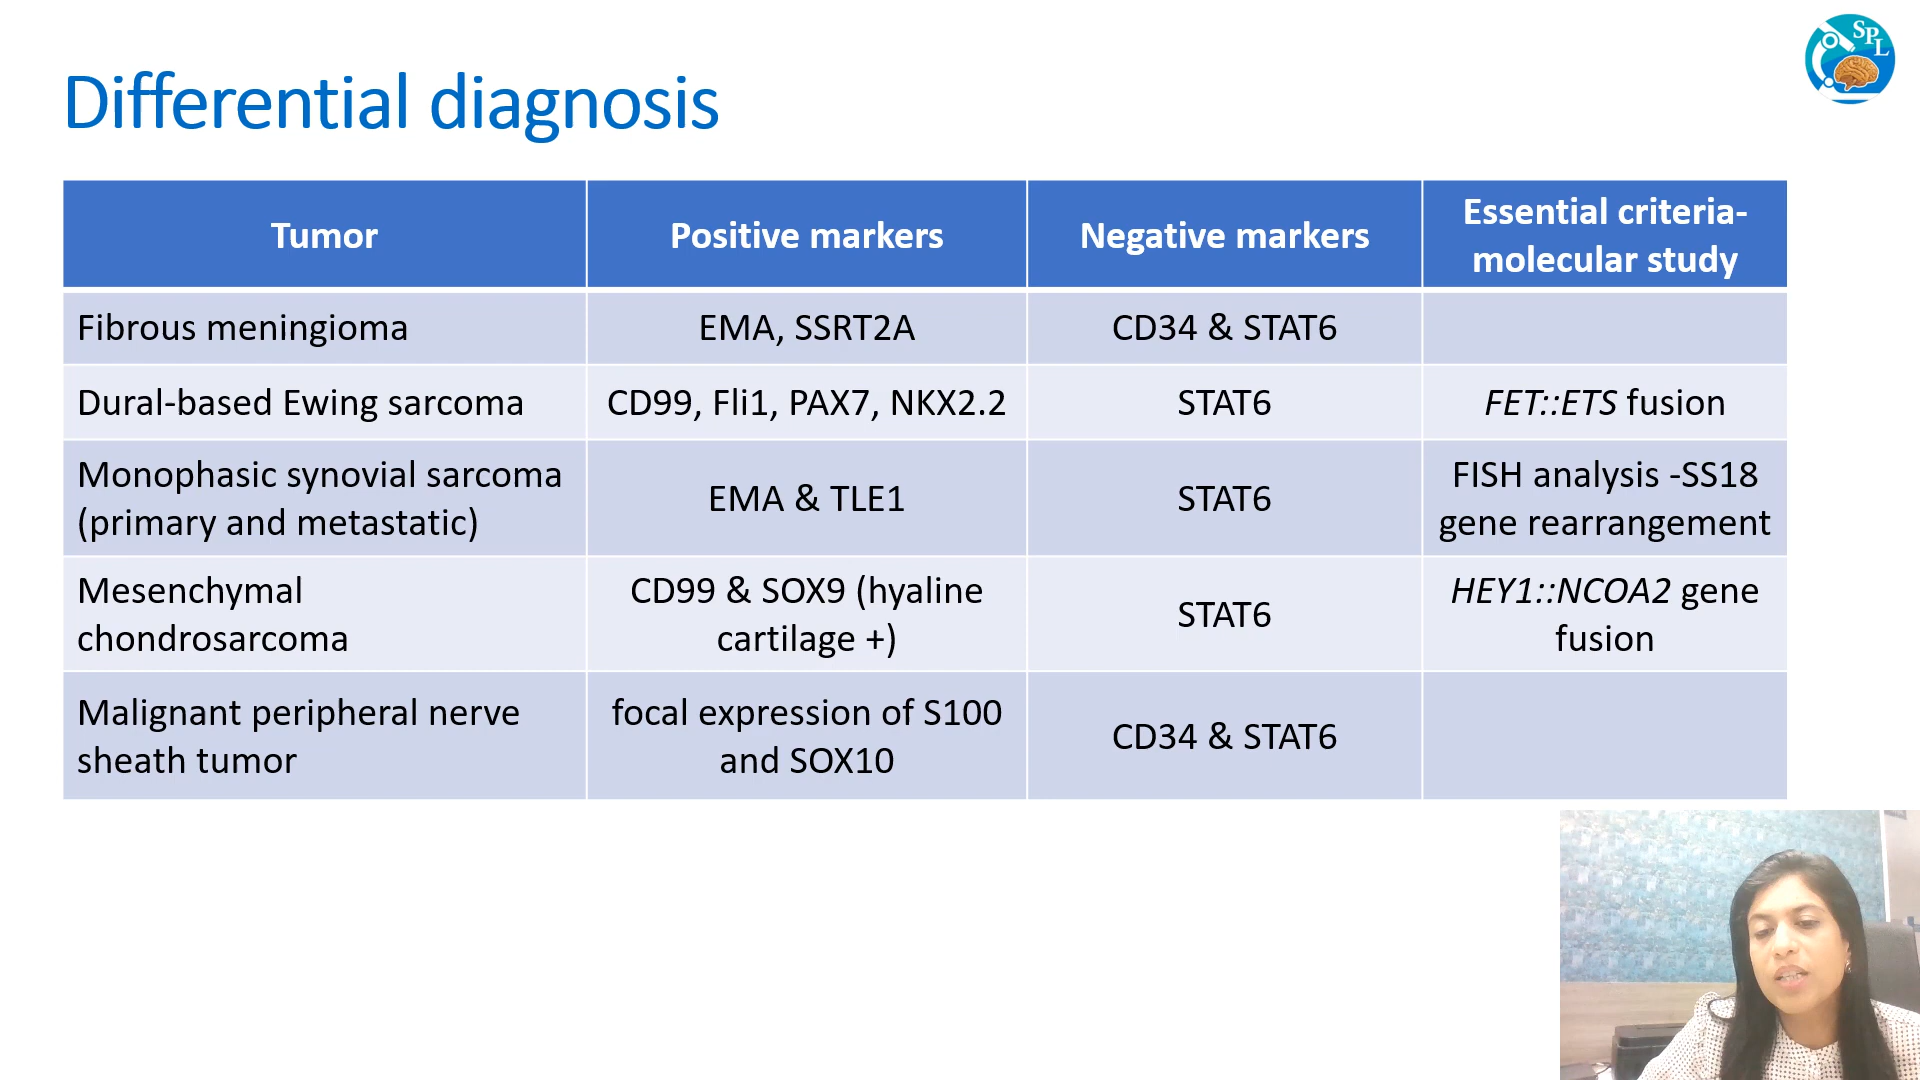 SPL
Differential diagnosis
Tumor
Positive markers
Negative markers
Essential criteria-
molecular study
Fibrous meningioma
EMA, SSRT2A
CD34 & STAT6
Dural-based Ewing sarcoma
CD99, Fli1, PAX7, NKX2.2
STAT6
FET::ETS fusion
Monophasic synovial sarcoma
(primary and metastatic)
EMA & TLE1
STAT6
FISH analysis -SS18
gene rearrangement
Mesenchymal
chondrosarcoma
CD99 & SOX9 (hyaline
cartilage +)
STAT6
HEY1::NCOA2 gene
fusion
Malignant peripheral nerve
sheath tumor
focal expression of S100
and SOX10
CD34 & STAT6